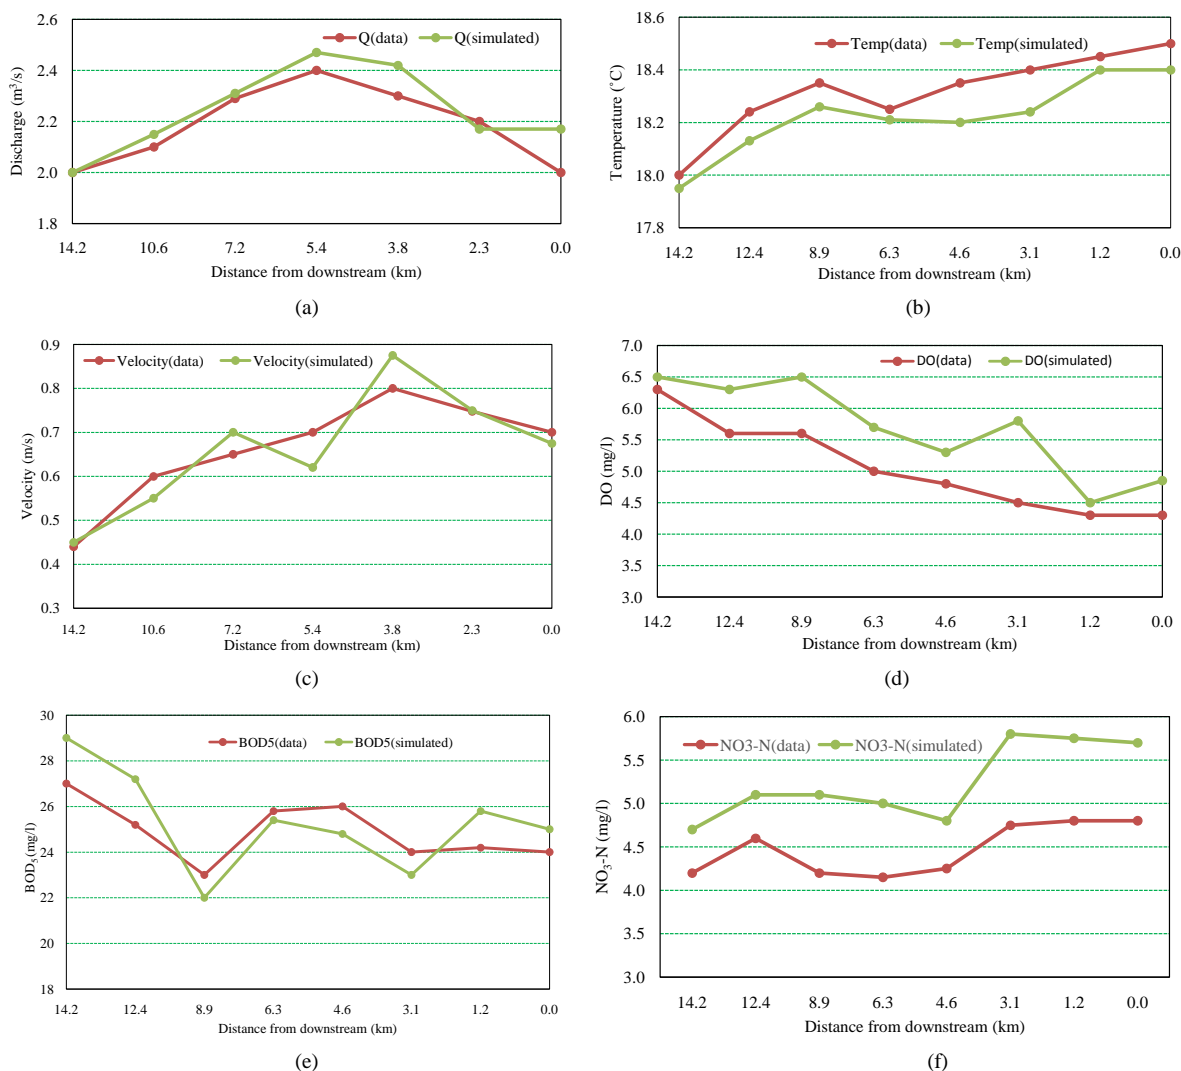 2.6
Q(data)
Q(simulated)
2.4
2.2
2.0
1.8
Discharge (m³/s)
14.2 10.6 7.2 5.4 3.8 2.3 0.0
Distance from downstream (km)
(a)
18.6
Temp(data)
Temp(simulated)
18.4
18.2
18.0
17.8
Temperature (˚C)
14.2 12.4 8.9 6.3 4.6 3.1 1.2 0.0
Distance from downstream (km)
(b)
0.9
Velocity(data)
Velocity(simulated)
0.8
0.7
0.6
0.5
0.4
0.3
Velocity (m/s)
14.2 10.6 7.2 5.4 3.8 2.3 0.0
Distance from downstream (km)
(c)
7.0
DO(data)
DO(simulated)
6.5
6.0
5.5
5.0
4.5
4.0
3.5
3.0
DO (mg/l)
14.2 12.4 8.9 6.3 4.6 3.1 1.2 0.0
Distance from downstream (km)
(d)
30
BOD5(data)
BOD5(simulated)
28
26
24
22
20
18
BOD₅ (mg/l)
14.2 12.4 8.9 6.3 4.6 3.1 1.2 0.0
Distance from downstream (km)
(e)
6.0
NO3-N(data)
NO3-N(simulated)
5.5
5.0
4.5
4.0
3.5
3.0
NO₃-N (mg/l)
14.2 12.4 8.9 6.3 4.6 3.1 1.2 0.0
Distance from downstream (km)
(f)